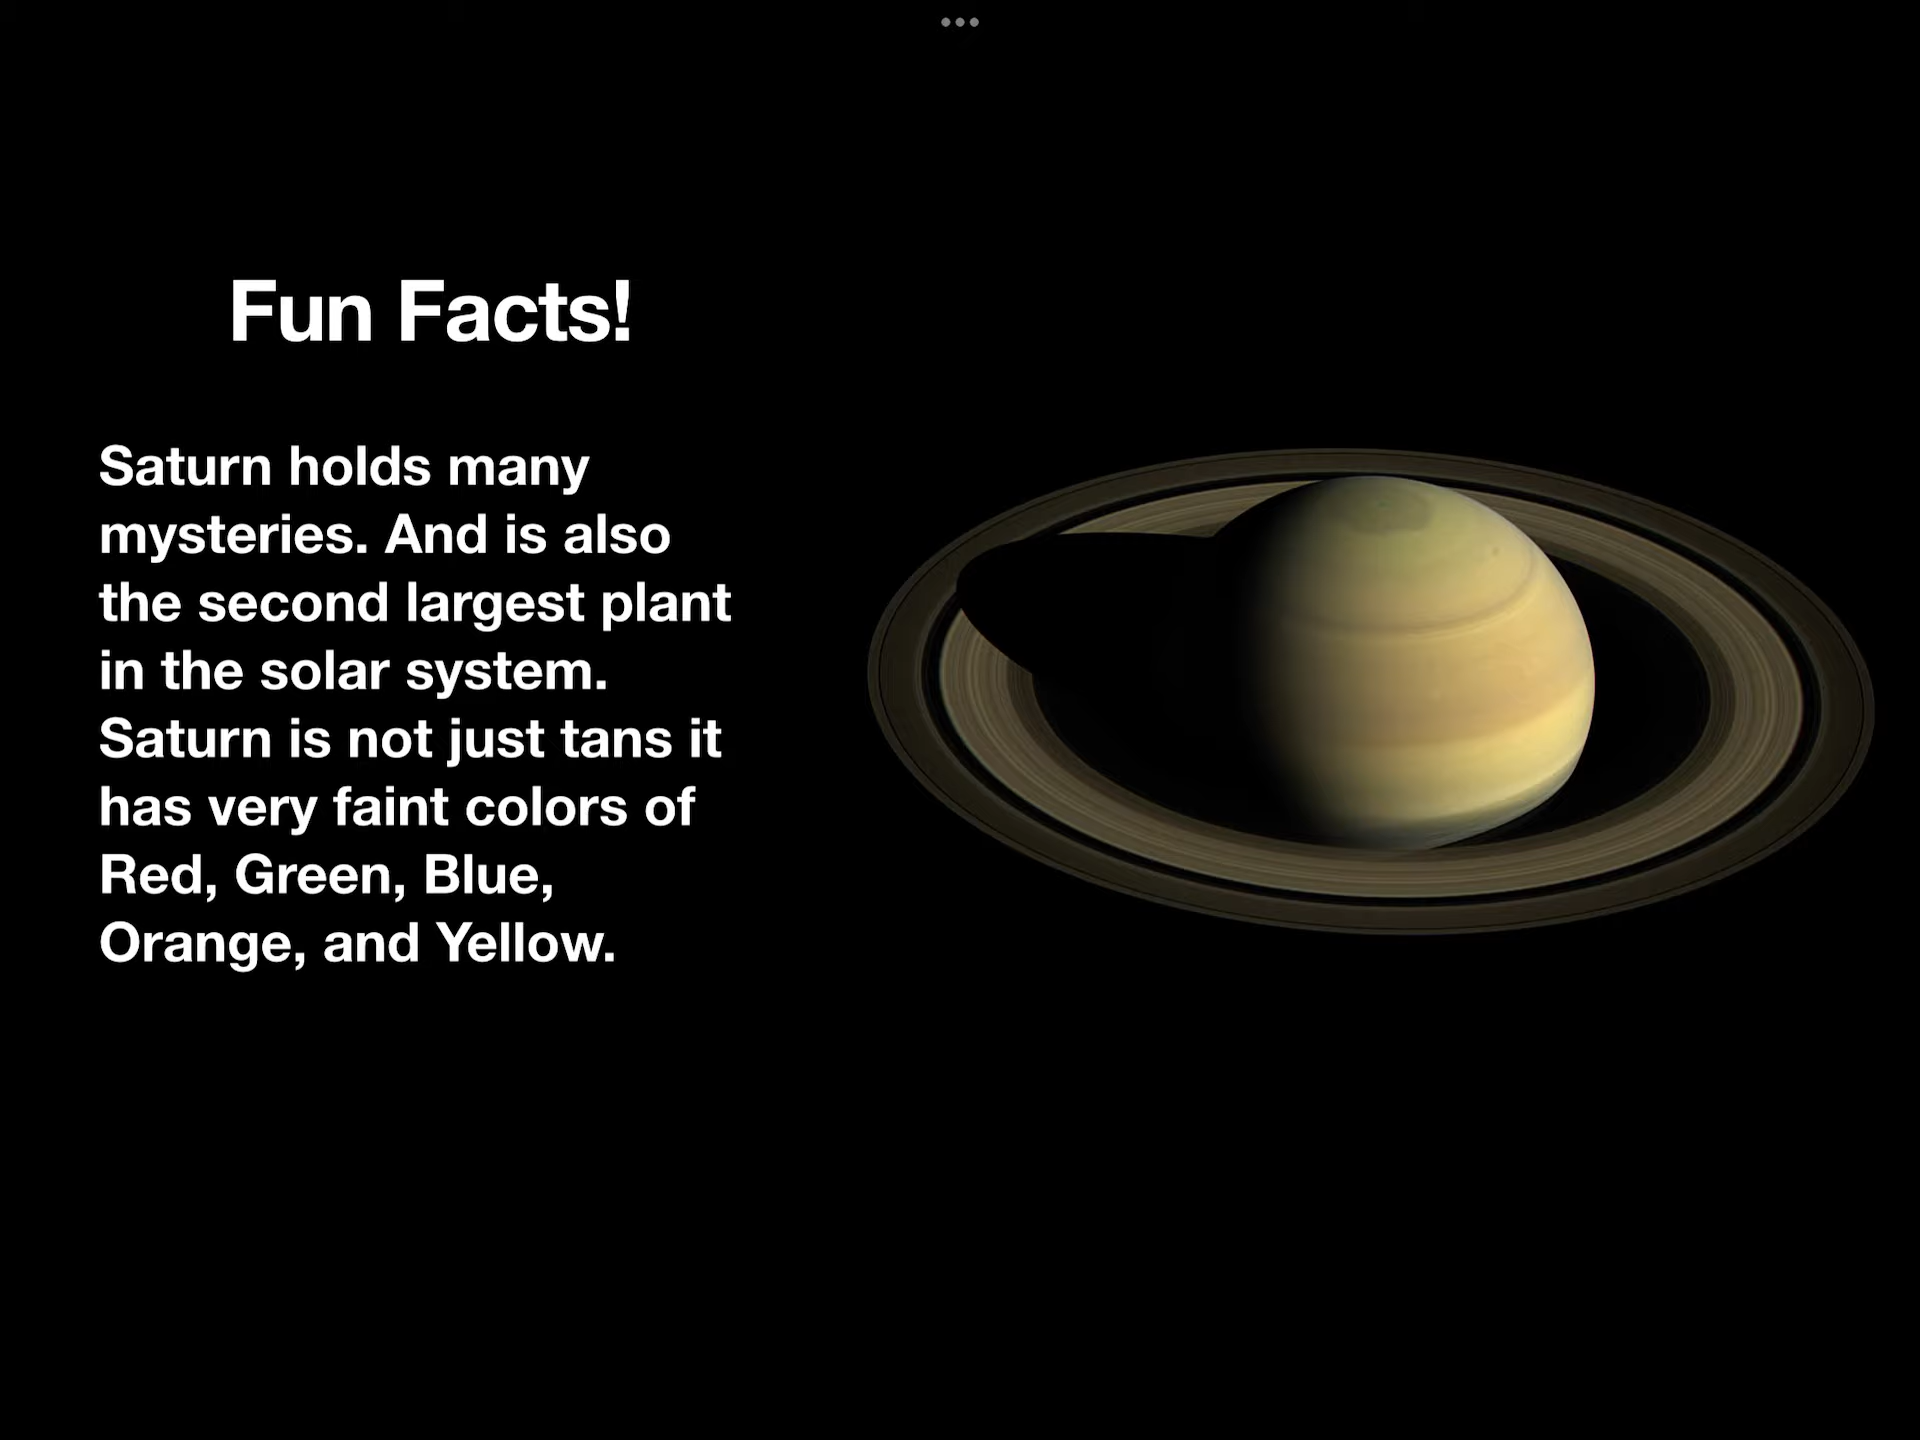 Fun Facts!
Saturn holds many
mysteries. And is also
the second largest plant
in the solar system.
Saturn is not just tans it
has very faint colors of
Red, Green, Blue,
Orange, and Yellow.